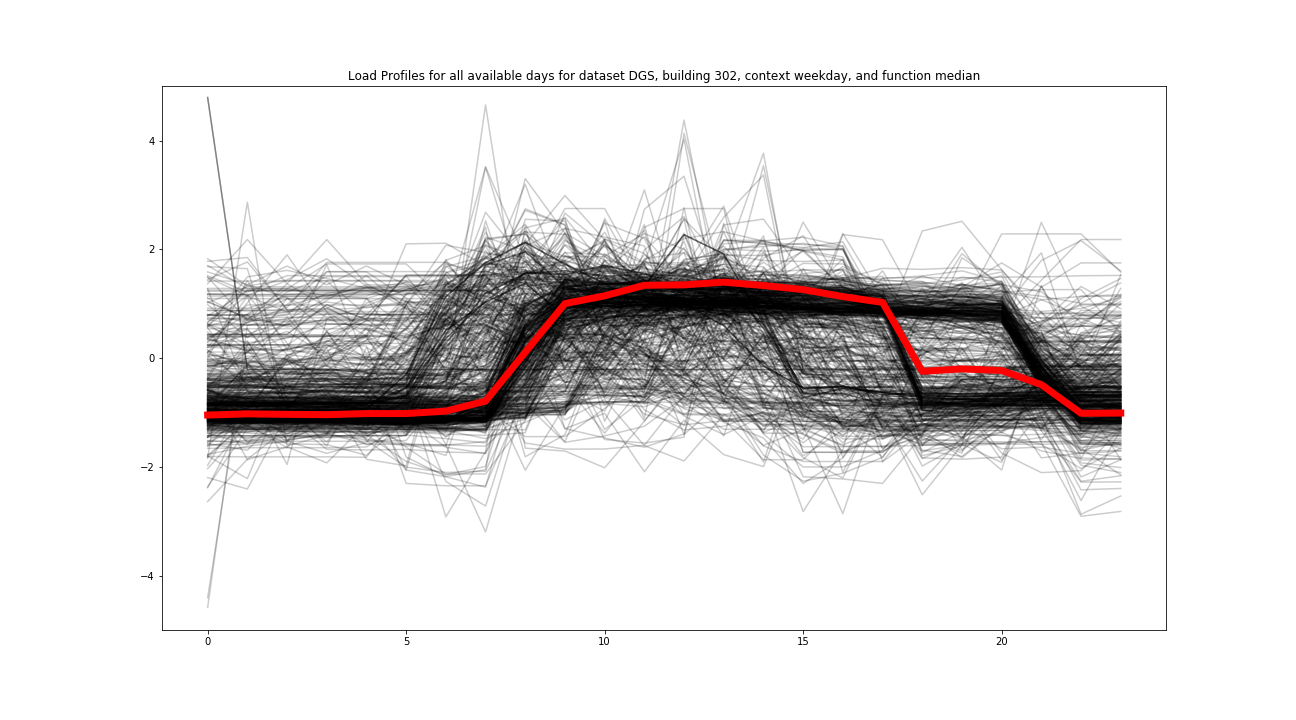 Load Profiles for all available days for dataset DGS, building 302, context weekday, and function median
4
2
0
−2
−4
0 5 10 15 20